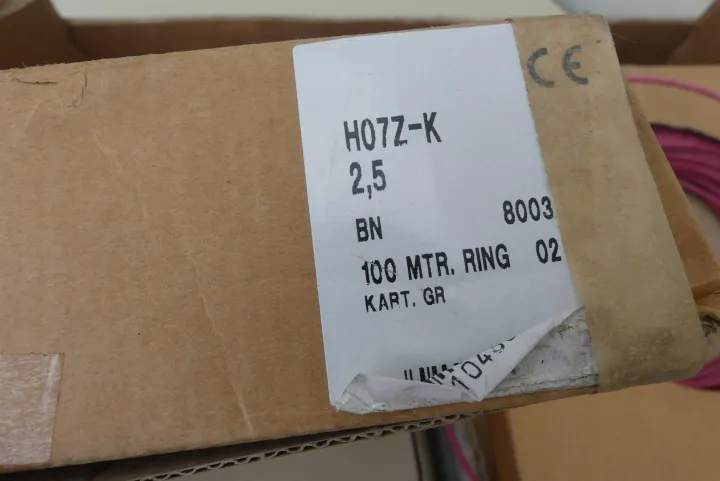 CE
H07Z-K
2,5
BN 8003
100 MTR. RING 02
KART. GR